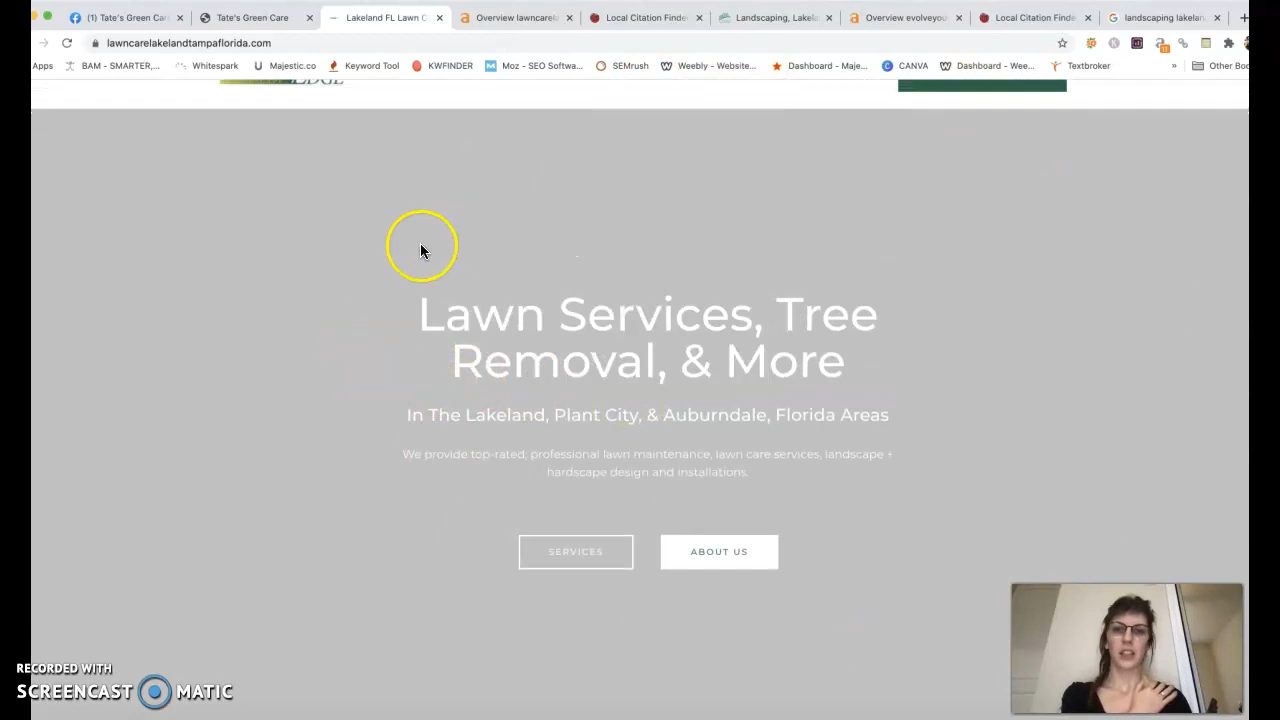 (1) Tate's Green Car
Tate's Green Care
Lakeland FL Lawn C
Overview lawncarela
Local Citation Finde
Landscaping, Lakela
Overview evolveyou
Local Citation Finde
landscaping lakelan
lawncarelakelandtampaflorida.com
Apps
BAM - SMARTER,...
Whitespark
Majestic.co
Keyword Tool
KWFINDER
Moz - SEO Softwa...
SEMrush
Weebly - Website...
Dashboard - Maje...
CANVA
Dashboard - Wee...
Textbroker
»
Other Boo
EDGE
Lawn Services, Tree
Removal, & More
In The Lakeland, Plant City, & Auburndale, Florida Areas
We provide top-rated, professional lawn maintenance, lawn care services, landscape +
hardscape design and installations.
SERVICES
ABOUT US
RECORDED WITH
SCREENCAST MATIC